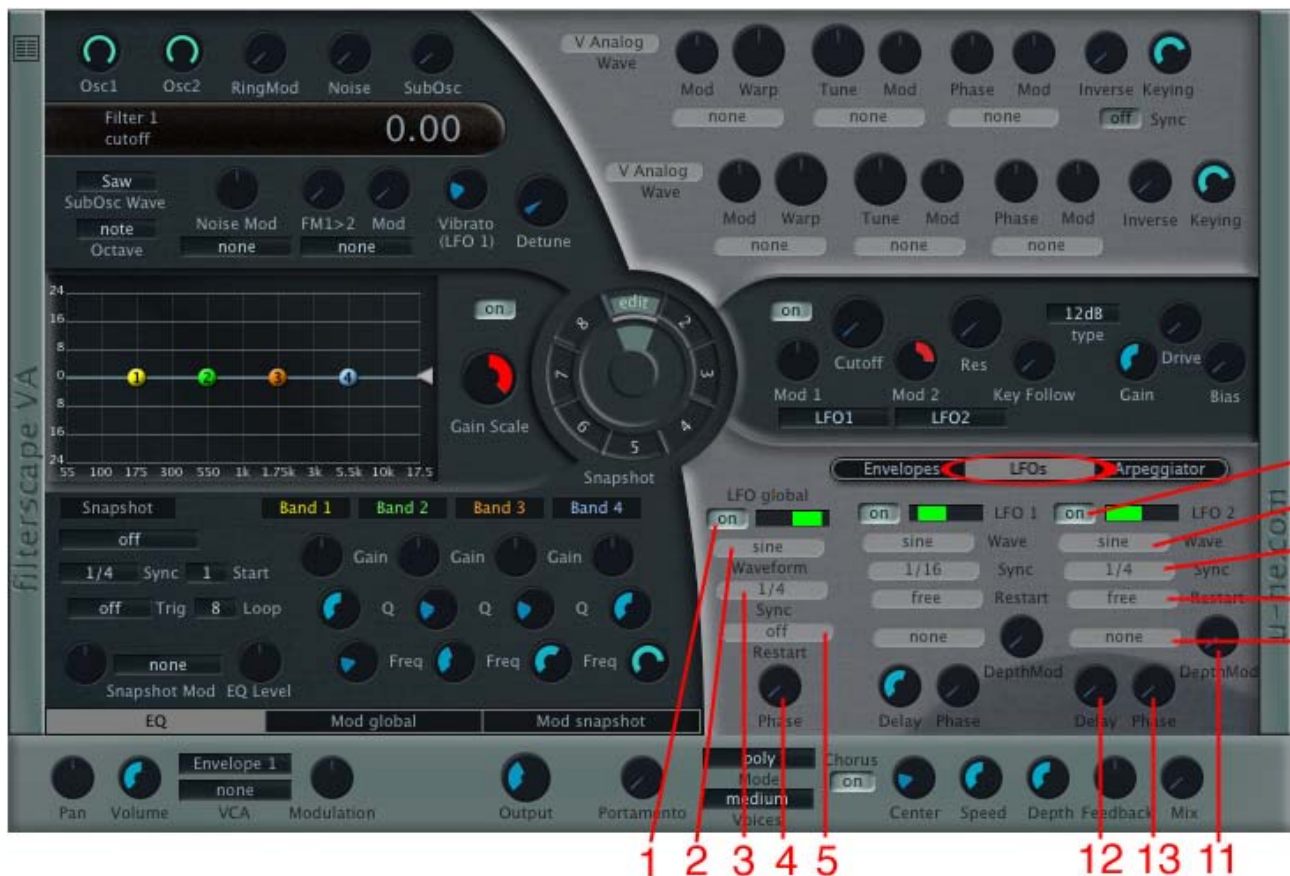 Osc1 Osc2 RingMod Noise SubOsc
Filter 1
cutoff
0.00
Saw
SubOsc Wave
note
Octave
Noise Mod
none
FM1>2 Mod
none
Vibrato
(LFO 1)
Detune
V Analog
Wave
Mod Warp Tune Mod Phase Mod Inverse Keying
none none none off Sync
V Analog
Wave
Mod Warp Tune Mod Phase Mod Inverse Keying
none none none
filterscape VA
24
16
8
0
8
16
24
1 2 3 4
55 100 175 300 550 1k 1.75k 3k 5.5k 10k 17.5
on
Gain Scale
edit 2 3 4 5 6 7 8
Snapshot
on
Cutoff Res
12dB
type
Drive
Mod 1 Mod 2 Key Follow Gain Bias
LFO1 LFO2
Envelopes LFOs Arpeggiator
Snapshot Band 1 Band 2 Band 3 Band 4
off
1/4 Sync 1 Start
off Trig 8 Loop
none
Snapshot Mod EQ Level
Gain Gain Gain
Q Q Q
Freq Freq Freq
EQ Mod global Mod snapshot
LFO global
on
sine
Waveform
1/4
Sync
off
Restart
Phase
on LFO 1
sine Wave
1/16 Sync
free Restart
none DepthMod
Delay Phase
on LFO 2
sine Wave
1/4 Sync
free Restart
none DepthMod
Delay Phase
u-he.com
Pan Volume
Envelope 1
none
VCA
Modulation
Output
Portamento
poly
Mode
medium
Voices
Chorus
on
Center Speed Depth Feedback Mix
1 2 3 4 5 12 13 11